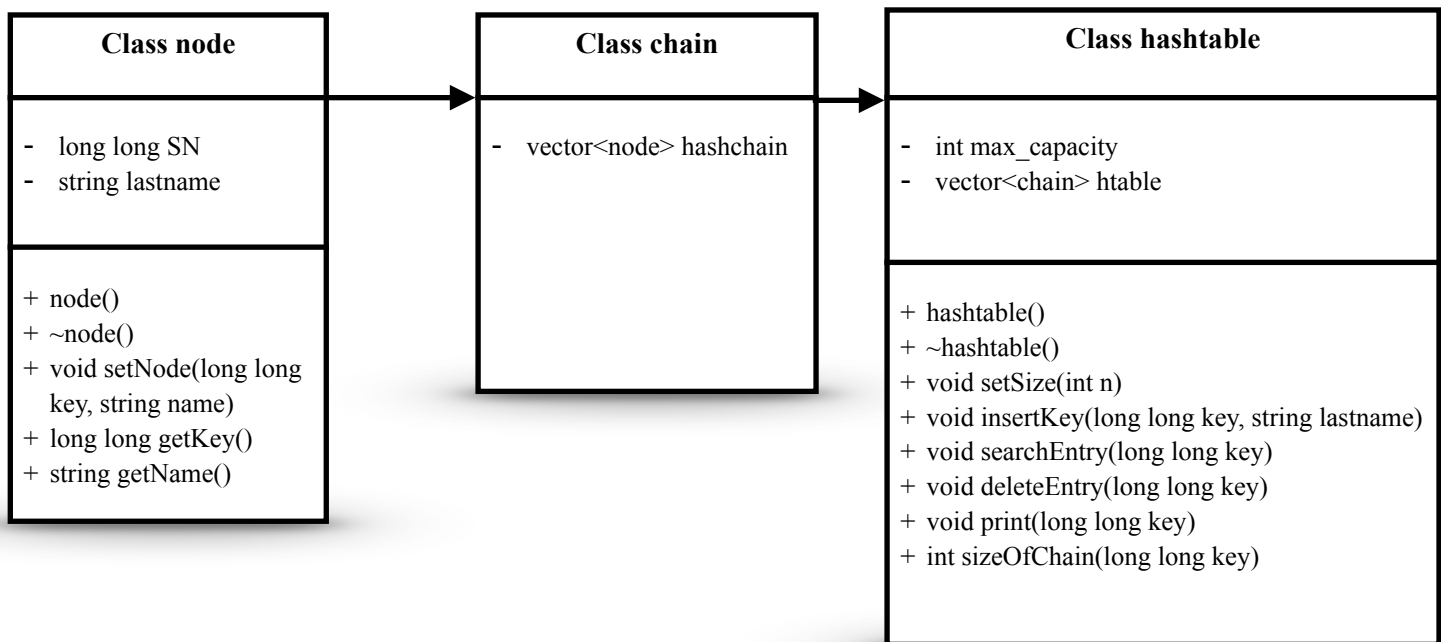 Class node
- long long SN
- string lastname
+ node()
+ ~node()
+ void setNode(long long
key, string name)
+ long long getKey()
+ string getName()
Class chain
- vector<node> hashchain
Class hashtable
- int max_capacity
- vector<chain> htable
+ hashtable()
+ ~hashtable()
+ void setSize(int n)
+ void insertKey(long long key, string lastname)
+ void searchEntry(long long key)
+ void deleteEntry(long long key)
+ void print(long long key)
+ int sizeOfChain(long long key)